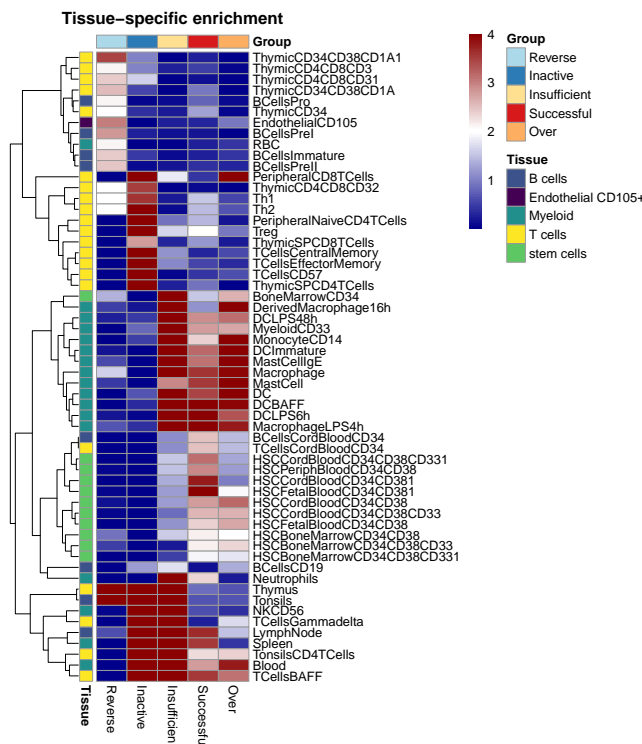 Tissue-specific enrichment
Group
ThymicCD34CD38CD1A1
ThymicCD4CD8CD3
ThymicCD4CD8CD31
ThymicCD34CD38CD1A
BCellsPro
ThymicCD34
EndothelialCD105
BCellsPreI
RBC
BCellsImmature
BCellsPreII
PeripheralCD8TCells
ThymicCD4CD8CD32
Th1
Th2
PeripheralNaiveCD4TCells
Treg
ThymicSPCD8TCells
TCellsCentralMemory
TCellsEffectorMemory
TCellsCD57
ThymicSPCD4TCells
BoneMarrowCD34
DerivedMacrophage16h
DCLPS48h
MyeloidCD33
MonocyteCD14
DCImmature
MastCellIgE
Macrophage
MastCell
DC
DCBAFF
DCLPS6h
MacrophageLPS4h
BCellsCordBloodCD34
TCellsCordBloodCD34
HSCCordBloodCD34CD38CD331
HSCPeriphBloodCD34CD38
HSCCordBloodCD34CD381
HSCFetalBloodCD34CD381
HSCCordBloodCD34CD38
HSCCordBloodCD34CD38CD33
HSCFetalBloodCD34CD38
HSCBoneMarrowCD34CD38
HSCBoneMarrowCD34CD38CD33
HSCBoneMarrowCD34CD38CD331
BCellsCD19
Neutrophils
Thymus
Tonsils
NKCD56
TCellsGammadelta
LymphNode
Spleen
TonsilsCD4TCells
Blood
TCellsBAFF
Tissue
Reverse
Inactive
Insufficien
Successful
Over
4
3
2
1
Group
Reverse
Inactive
Insufficient
Successful
Over
Tissue
B cells
Endothelial CD105+
Myeloid
T cells
stem cells